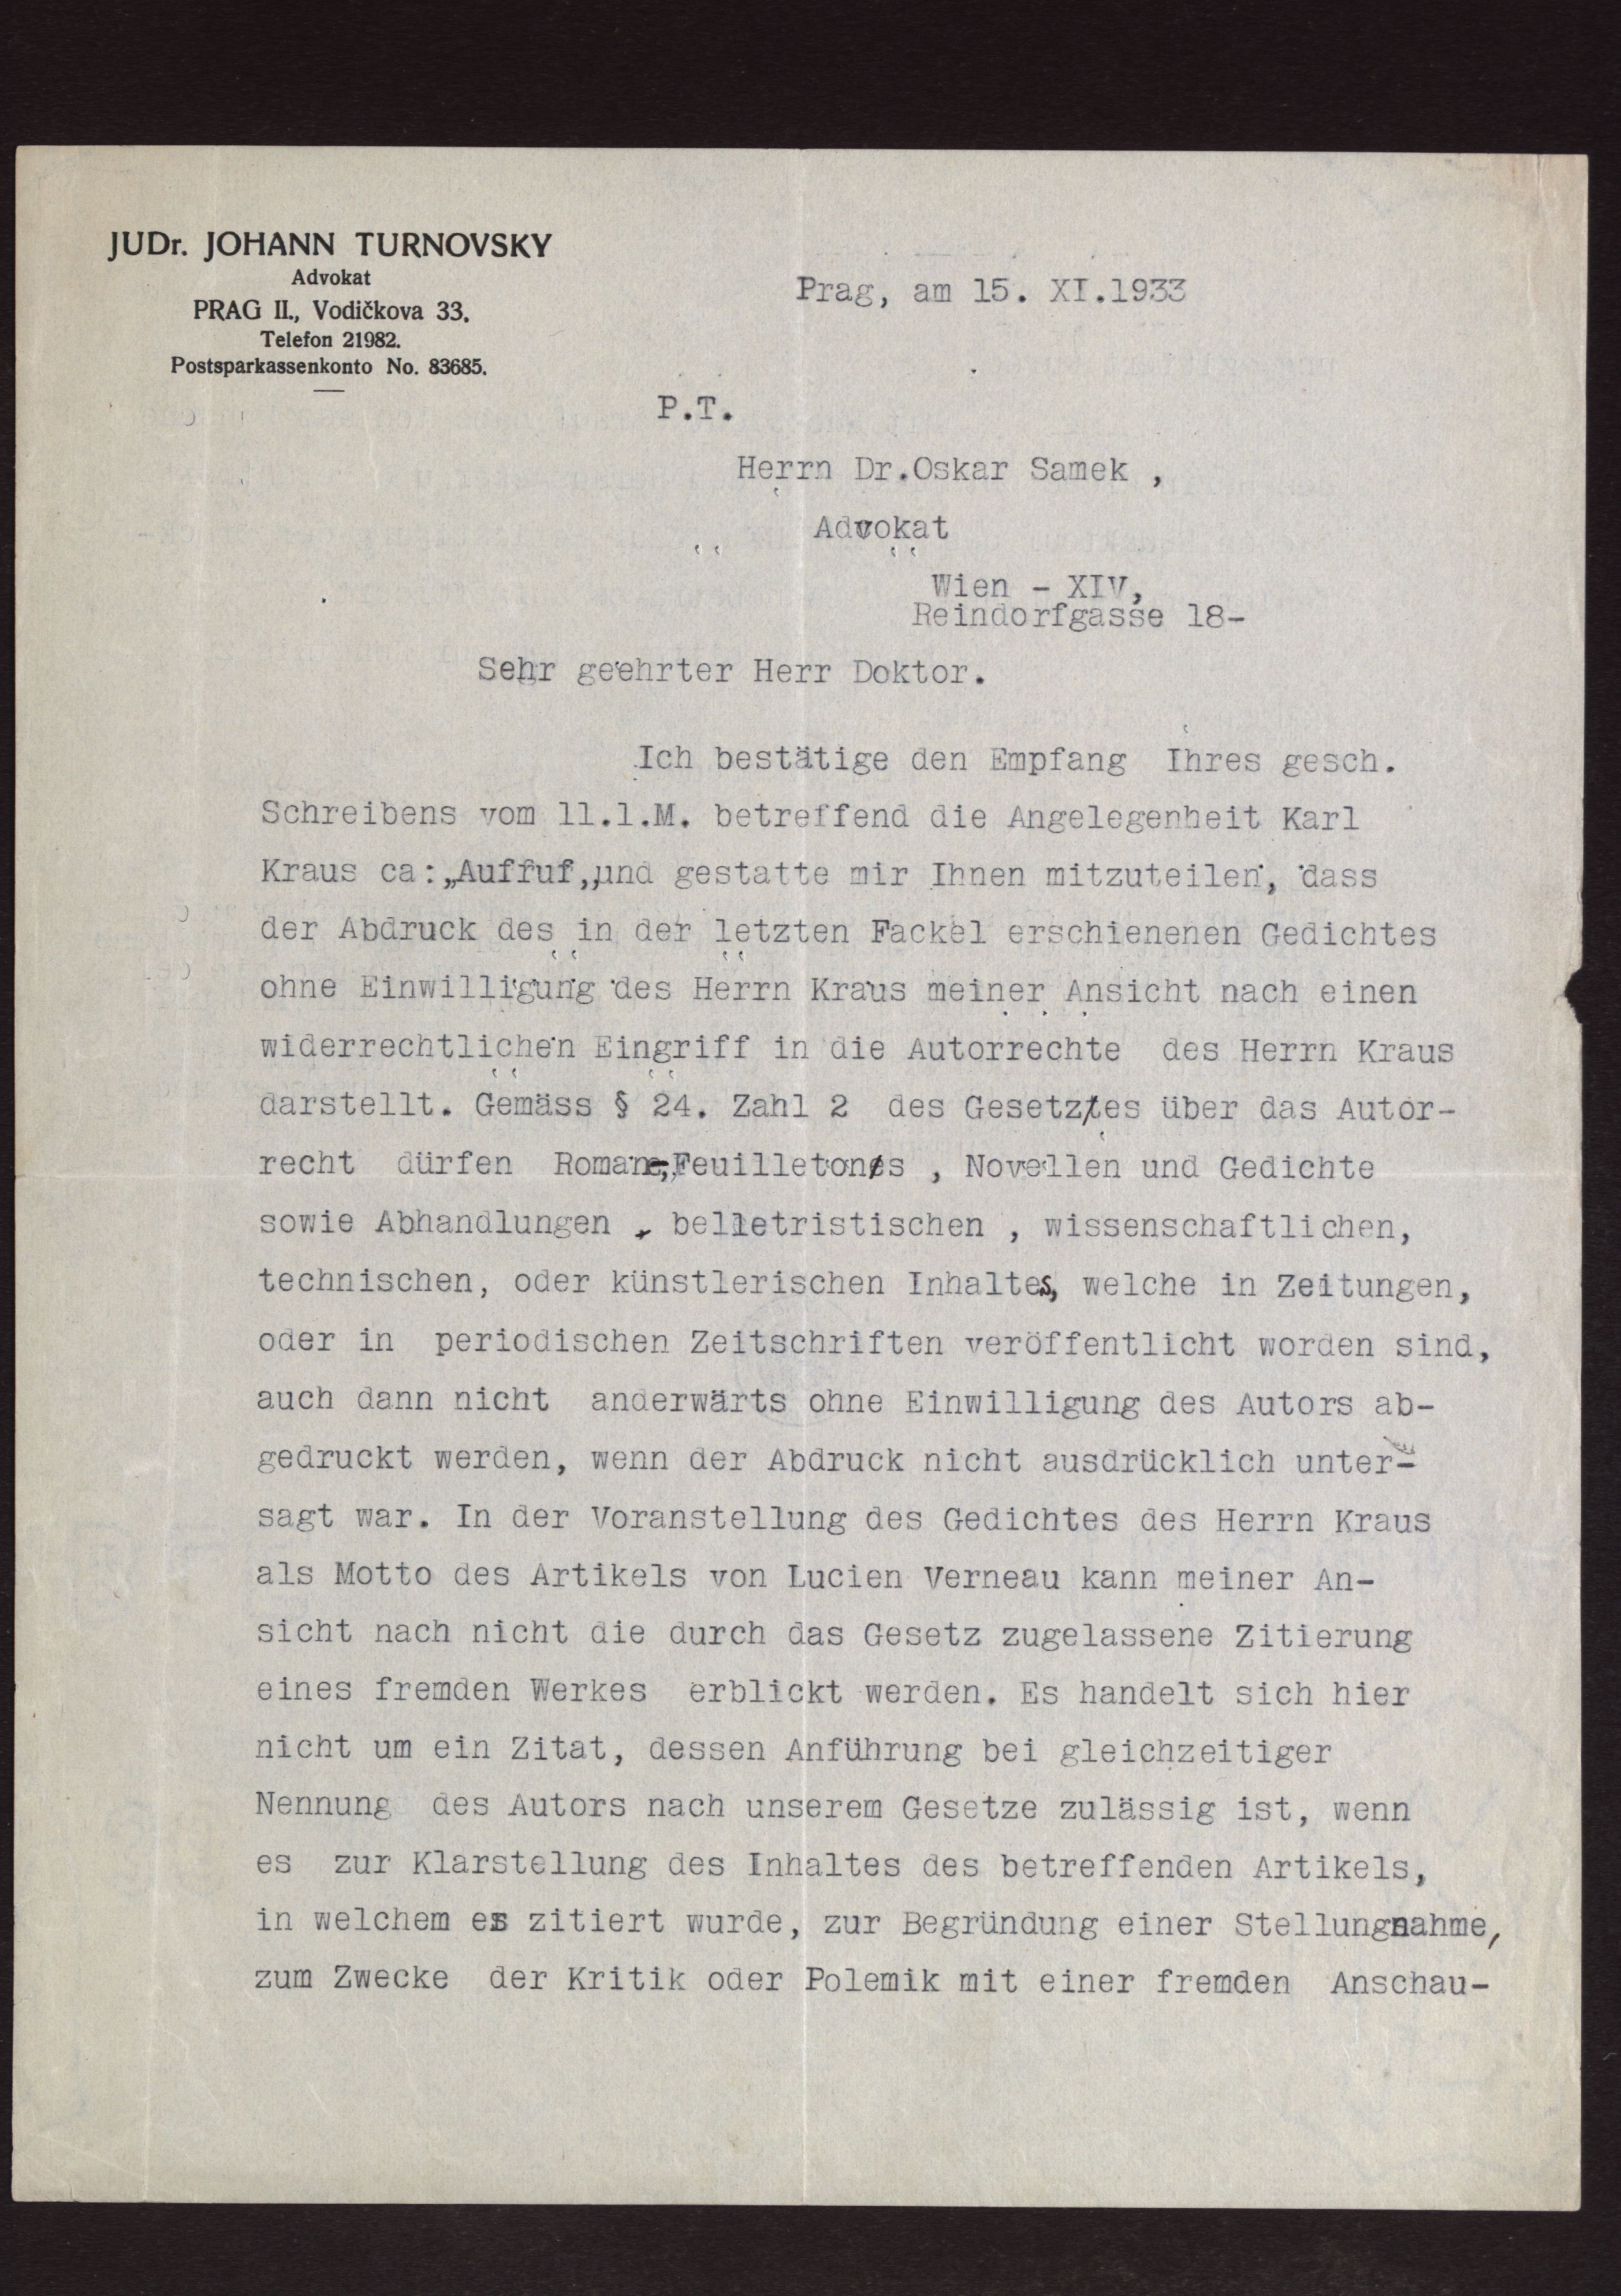 JUDr. JOHANN TURNOVSKY
Advokat
PRAG II., Vodičkova 33.
Telefon 21982.
Postsparkassenkonto No. 83685.
Prag, am 15. XI.1933
P.T.
Herrn Dr.Oskar Samek ,
Advokat
Wien - XIV,
Reindorfgasse 18-
Sehr geehrter Herr Doktor.
Ich bestätige den Empfang Ihres gesch.
Schreibens vom 11.l.M. betreffend die Angelegenheit Karl
Kraus ca:„Aufruf„und gestatte mir Ihnen mitzuteilen, dass
der Abdruck des in der letzten Fackel erschienenen Gedichtes
ohne Einwilligung des Herrn Kraus meiner Ansicht nach einen
widerrechtlichen Eingriff in die Autorrechte des Herrn Kraus
darstellt. Gemäss § 24. Zahl 2 des Gesetzes über das Autor-
recht dürfen Romane,Feuilletons , Novellen und Gedichte
sowie Abhandlungen , belletristischen , wissenschaftlichen,
technischen, oder künstlerischen Inhaltes, welche in Zeitungen,
oder in periodischen Zeitschriften veröffentlicht worden sind,
auch dann nicht anderwärts ohne Einwilligung des Autors ab-
gedruckt werden, wenn der Abdruck nicht ausdrücklich unter-
sagt war. In der Voranstellung des Gedichtes des Herrn Kraus
als Motto des Artikels von Lucien Verneau kann meiner An-
sicht nach nicht die durch das Gesetz zugelassene Zitierung
eines fremden Werkes erblickt werden. Es handelt sich hier
nicht um ein Zitat, dessen Anführung bei gleichzeitiger
Nennung des Autors nach unserem Gesetze zulässig ist, wenn
es zur Klarstellung des Inhaltes des betreffenden Artikels,
in welchem es zitiert wurde, zur Begründung einer Stellungnahme,
zum Zwecke der Kritik oder Polemik mit einer fremden Anschau-